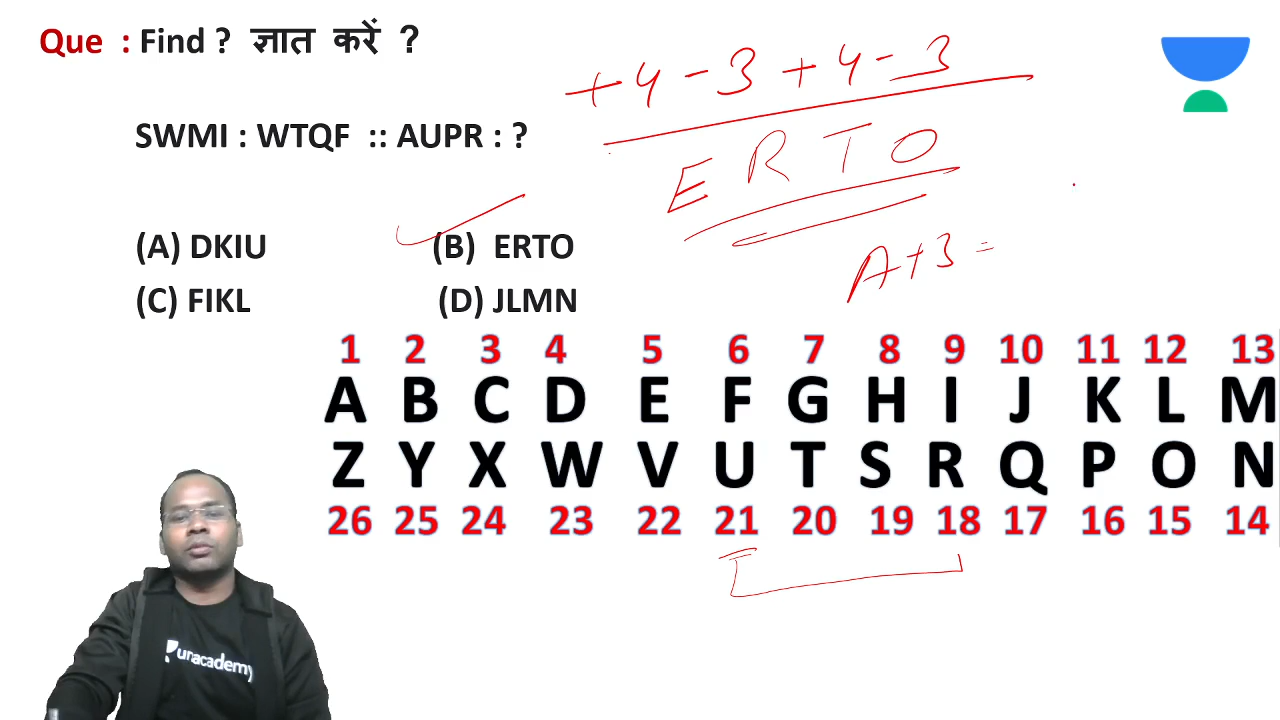 Que : Find ? ज्ञात करें ?
+4-3+4-3
SWMI : WTQF :: AUPR : ?
ERTO
(A) DKIU (B) ERTO
A+3=
(C) FIKL (D) JLMN
1 2 3 4 5 6 7 8 9 10 11 12 13
A B C D E F G H I J K L M
Z Y X W V U T S R Q P O N
26 25 24 23 22 21 20 19 18 17 16 15 14
unacademy